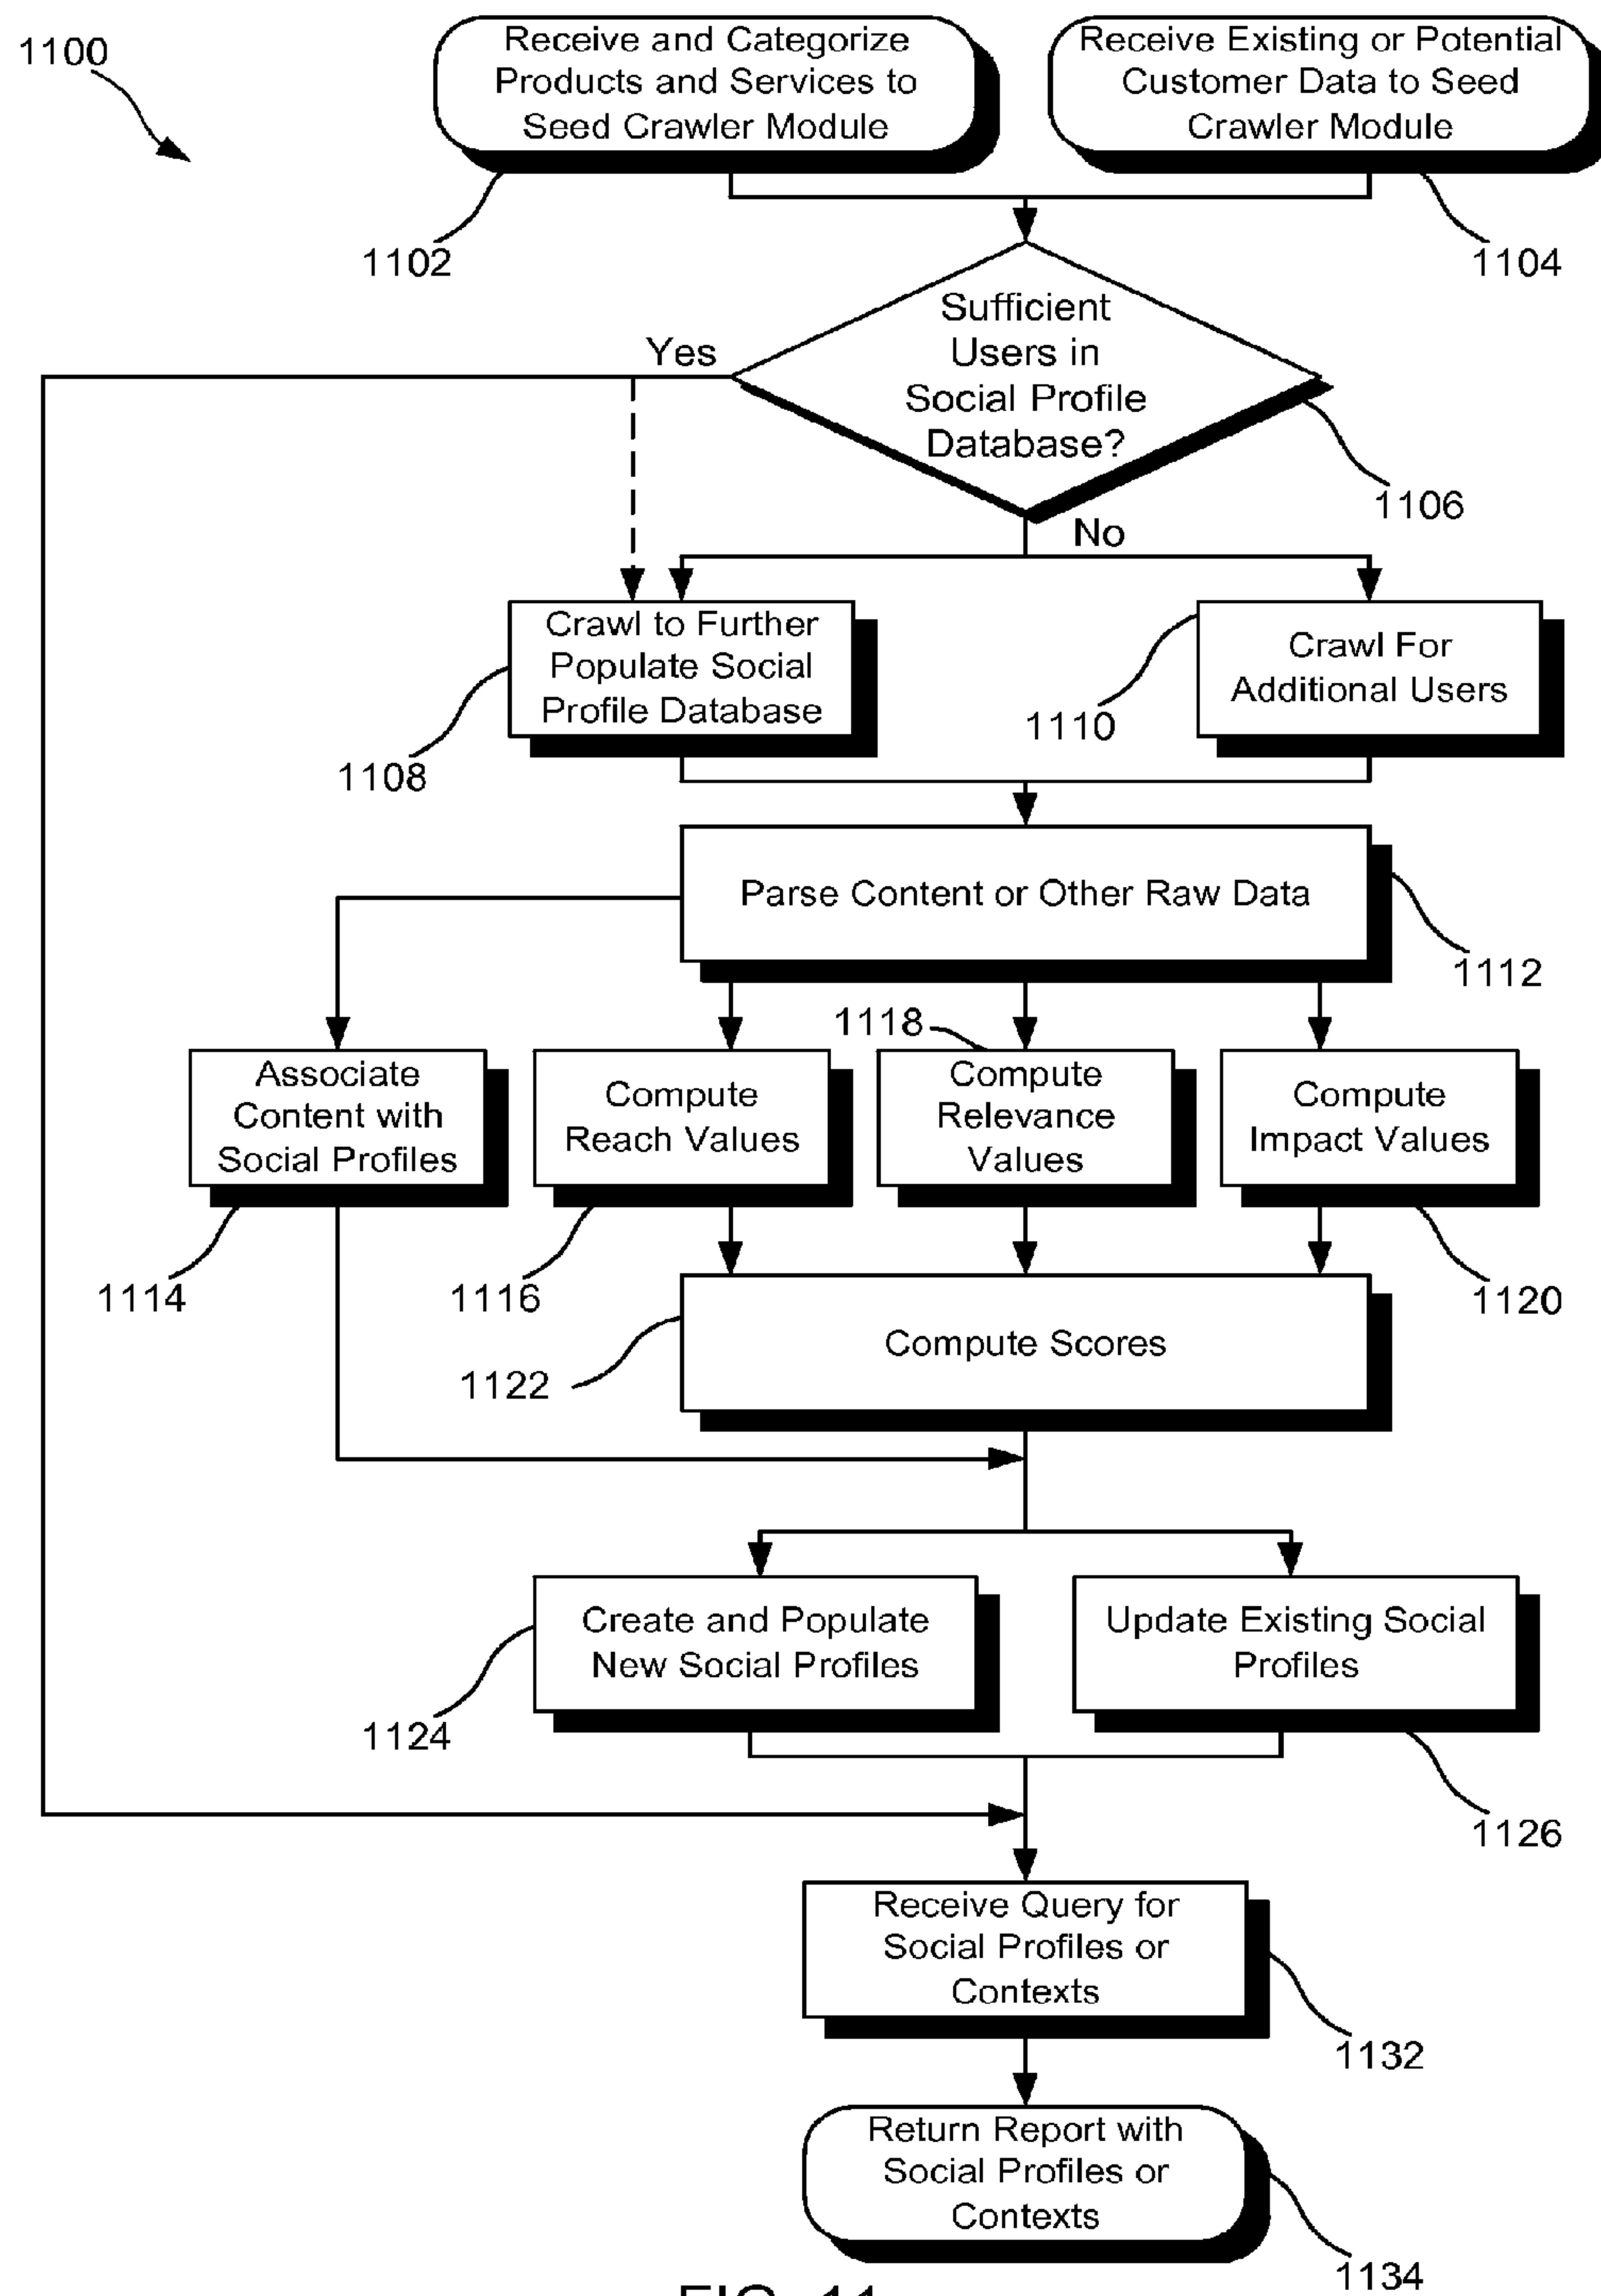 1100
Receive and Categorize
Products and Services to
Seed Crawler Module
Receive Existing or Potential
Customer Data to Seed
Crawler Module
1102
1104
Sufficient
Users in
Social Profile
Database?
Yes
1106
No
Crawl to Further
Populate Social
Profile Database
Crawl For
Additional Users
1110
1108
Parse Content or Other Raw Data
1112
1118
Associate
Content with
Social Profiles
Compute
Reach Values
Compute
Relevance
Values
Compute
Impact Values
1114
1116
1120
Compute Scores
1122
Create and Populate
New Social Profiles
Update Existing Social
Profiles
1124
1126
Receive Query for
Social Profiles or
Contexts
1132
Return Report with
Social Profiles or
Contexts
1134
FIG. 11